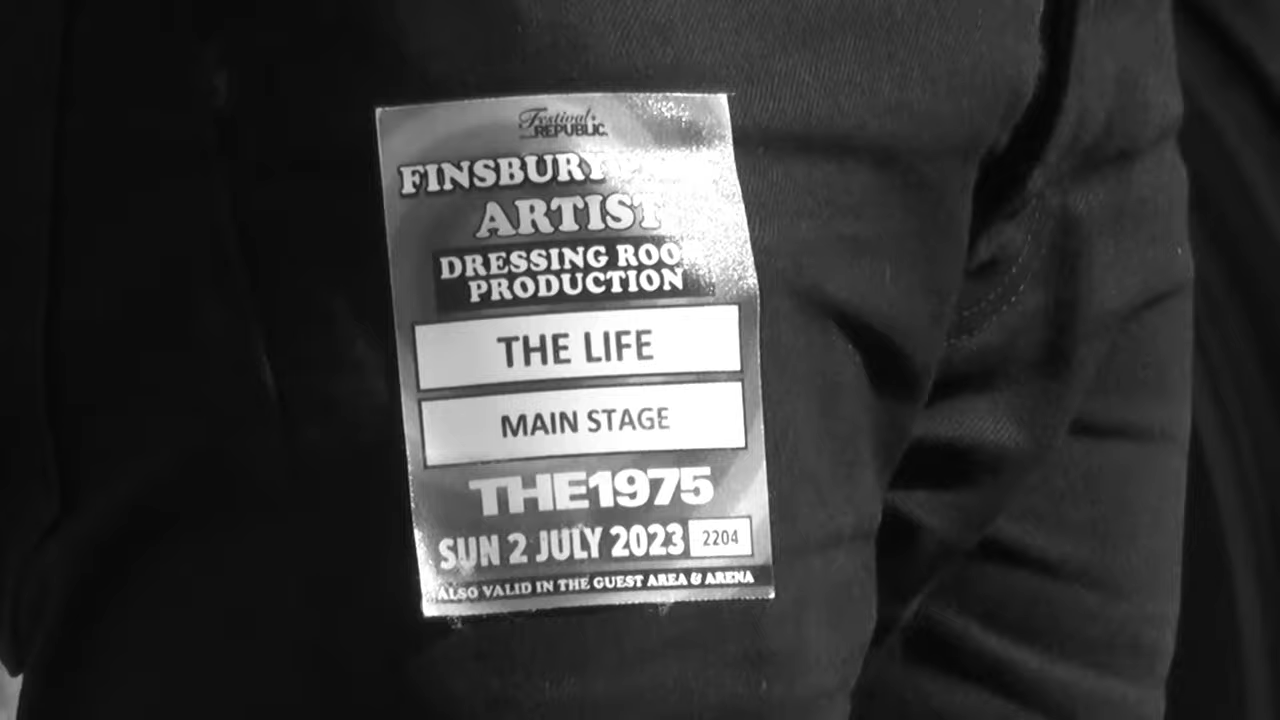 Festival
REPUBLIC
FINSBURY
ARTIST
DRESSING ROO
PRODUCTION
THE LIFE
MAIN STAGE
THE1975
SUN 2 JULY 2023 2204
ALSO VALID IN THE GUEST AREA & ARENA